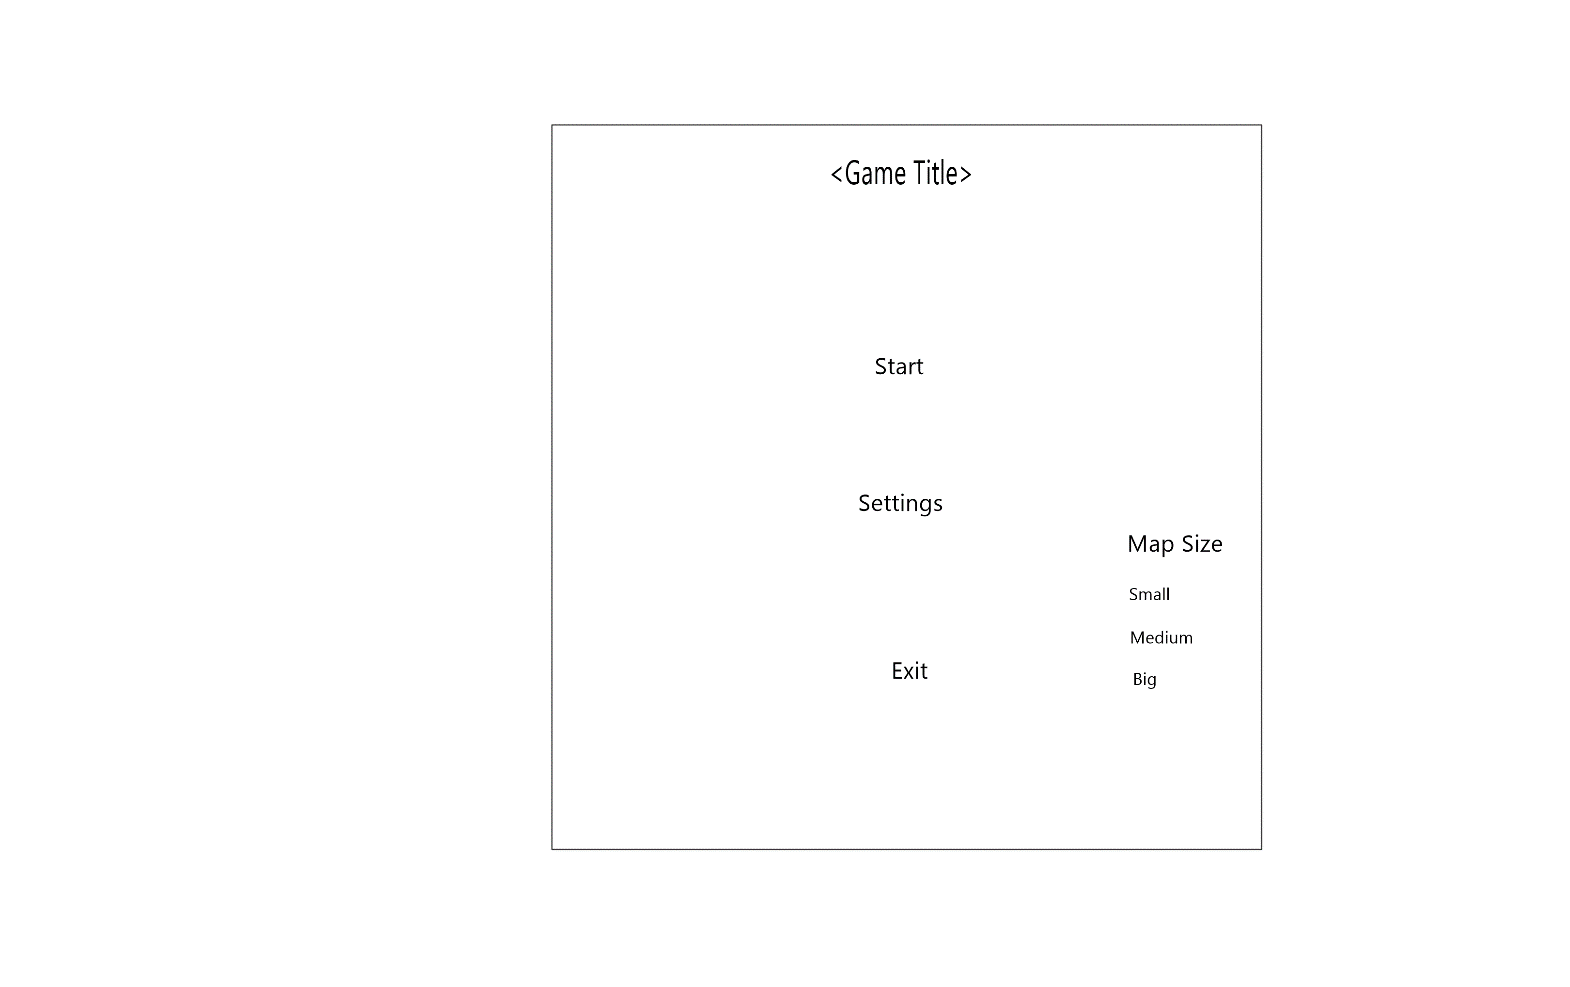 <Game Title>
Start
Settings
Map Size
Small
Medium
Exit
Big